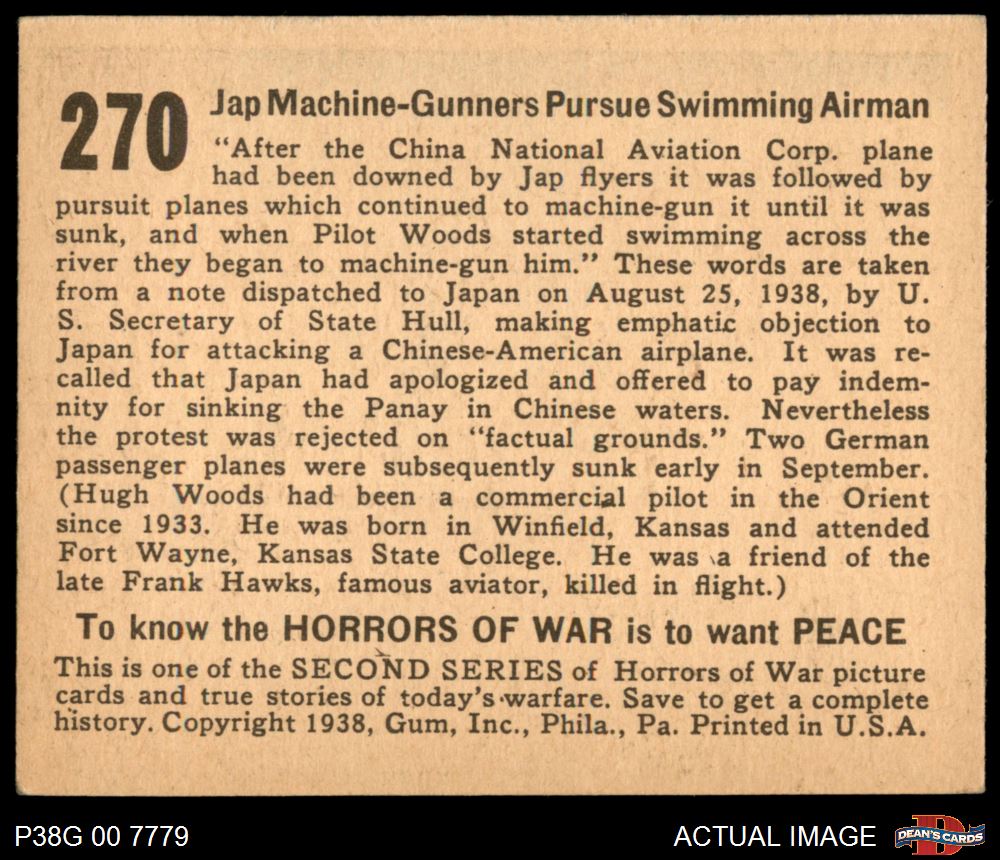 270
Jap Machine-Gunners Pursue Swimming Airman
"After the China National Aviation Corp. plane
had been downed by Jap flyers it was followed by
pursuit planes which continued to machine-gun it until it was
sunk, and when Pilot Woods started swimming across the
river they began to machine-gun him." These words are taken
from a note dispatched to Japan on August 25, 1938, by U.
S. Secretary of State Hull, making emphatic objection to
Japan for attacking a Chinese-American airplane. It was re-
called that Japan had apologized and offered to pay indem-
nity for sinking the Panay in Chinese waters. Nevertheless
the protest was rejected on "factual grounds." Two German
passenger planes were subsequently sunk early in September.
(Hugh Woods had been a commercial pilot in the Orient
since 1933. He was born in Winfield, Kansas and attended
Fort Wayne, Kansas State College. He was a friend of the
late Frank Hawks, famous aviator, killed in flight.)
To know the HORRORS OF WAR is to want PEACE
This is one of the SECOND SERIES of Horrors of War picture
cards and true stories of today's warfare. Save to get a complete
history. Copyright 1938, Gum, Inc., Phila., Pa. Printed in U.S.A.
P38G 00 7779
ACTUAL IMAGE
D
DEAN'S CARDS